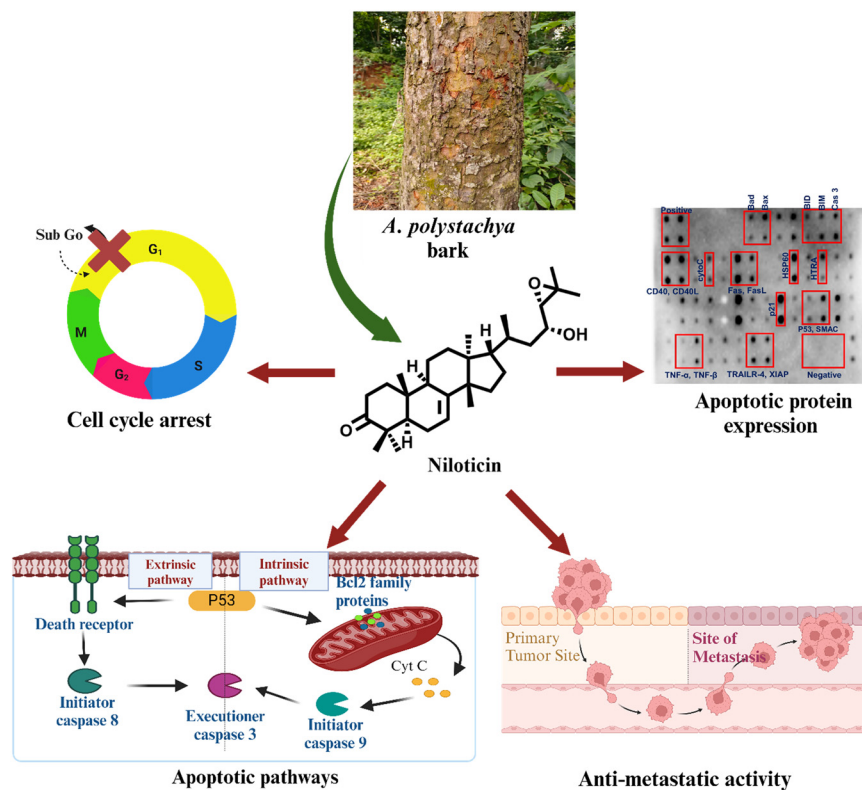 A. polystachya
bark
Sub Go
G₁
M
S
G₂
Cell cycle arrest
H
O
OH
H
H
O
H
Niloticin
Bad
Bax
BID
BIM
Cas 3
Positive
cytoC
HSP60
HTRA
CD40, CD40L
Fas, FasL
p21
P53, SMAC
TNF-α, TNF-β
TRAILR-4, XIAP
Negative
Apoptotic protein
expression
Extrinsic
pathway
Intrinsic
pathway
P53
Bcl2 family
proteins
Death receptor
Cyt C
Initiator
caspase 8
Executioner
caspase 3
Initiator
caspase 9
Apoptotic pathways
Primary
Tumor Site
Site of
Metastasis
Anti-metastatic activity